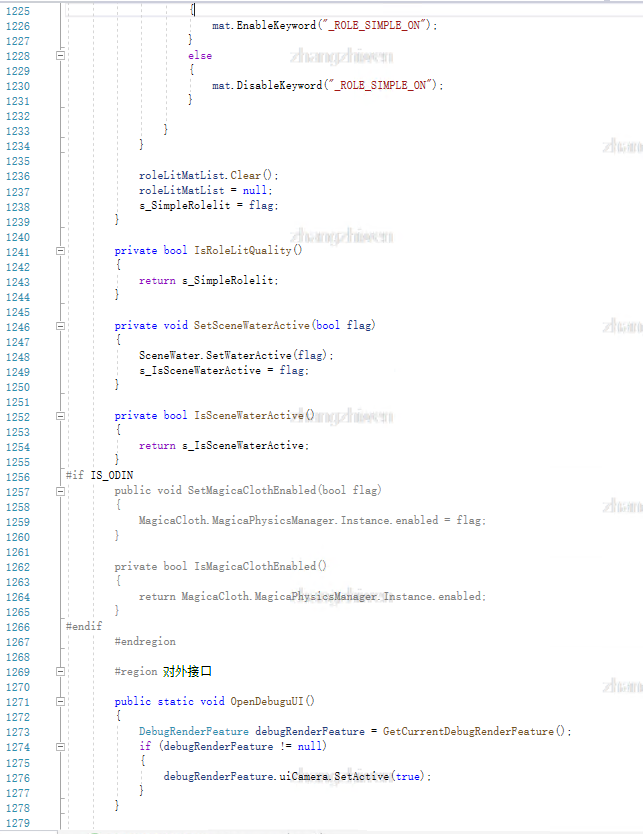 1225 {
1226 mat.EnableKeyword("_ROLE_SIMPLE_ON");
1227 }
1228 else
1229 {
1230 mat.DisableKeyword("_ROLE_SIMPLE_ON");
1231 }
1232
1233 }
1234 }
1235
1236 roleLitMatList.Clear();
1237 roleLitMatList = null;
1238 s_SimpleRolelit = flag;
1239 }
1240
1241 private bool IsRoleLitQuality()
1242 {
1243 return s_SimpleRolelit;
1244 }
1245
1246 private void SetSceneWaterActive(bool flag)
1247 {
1248 SceneWater.SetWaterActive(flag);
1249 s_IsSceneWaterActive = flag;
1250 }
1251
1252 private bool IsSceneWaterActive()
1253 {
1254 return s_IsSceneWaterActive;
1255 }
1256 #if IS_ODIN
1257 public void SetMagicaClothEnabled(bool flag)
1258 {
1259 MagicaCloth.MagicaPhysicsManager.Instance.enabled = flag;
1260 }
1261
1262 private bool IsMagicaClothEnabled()
1263 {
1264 return MagicaCloth.MagicaPhysicsManager.Instance.enabled;
1265 }
1266 #endif
1267 #endregion
1268
1269 #region 对外接口
1270
1271 public static void OpenDebuguUI()
1272 {
1273 DebugRenderFeature debugRenderFeature = GetCurrentDebugRenderFeature();
1274 if (debugRenderFeature != null)
1275 {
1276 debugRenderFeature.uiCamera.SetActive(true);
1277 }
1278 }
1279
zhangzhiwen
zhangzhiwen
zhangzhiwen